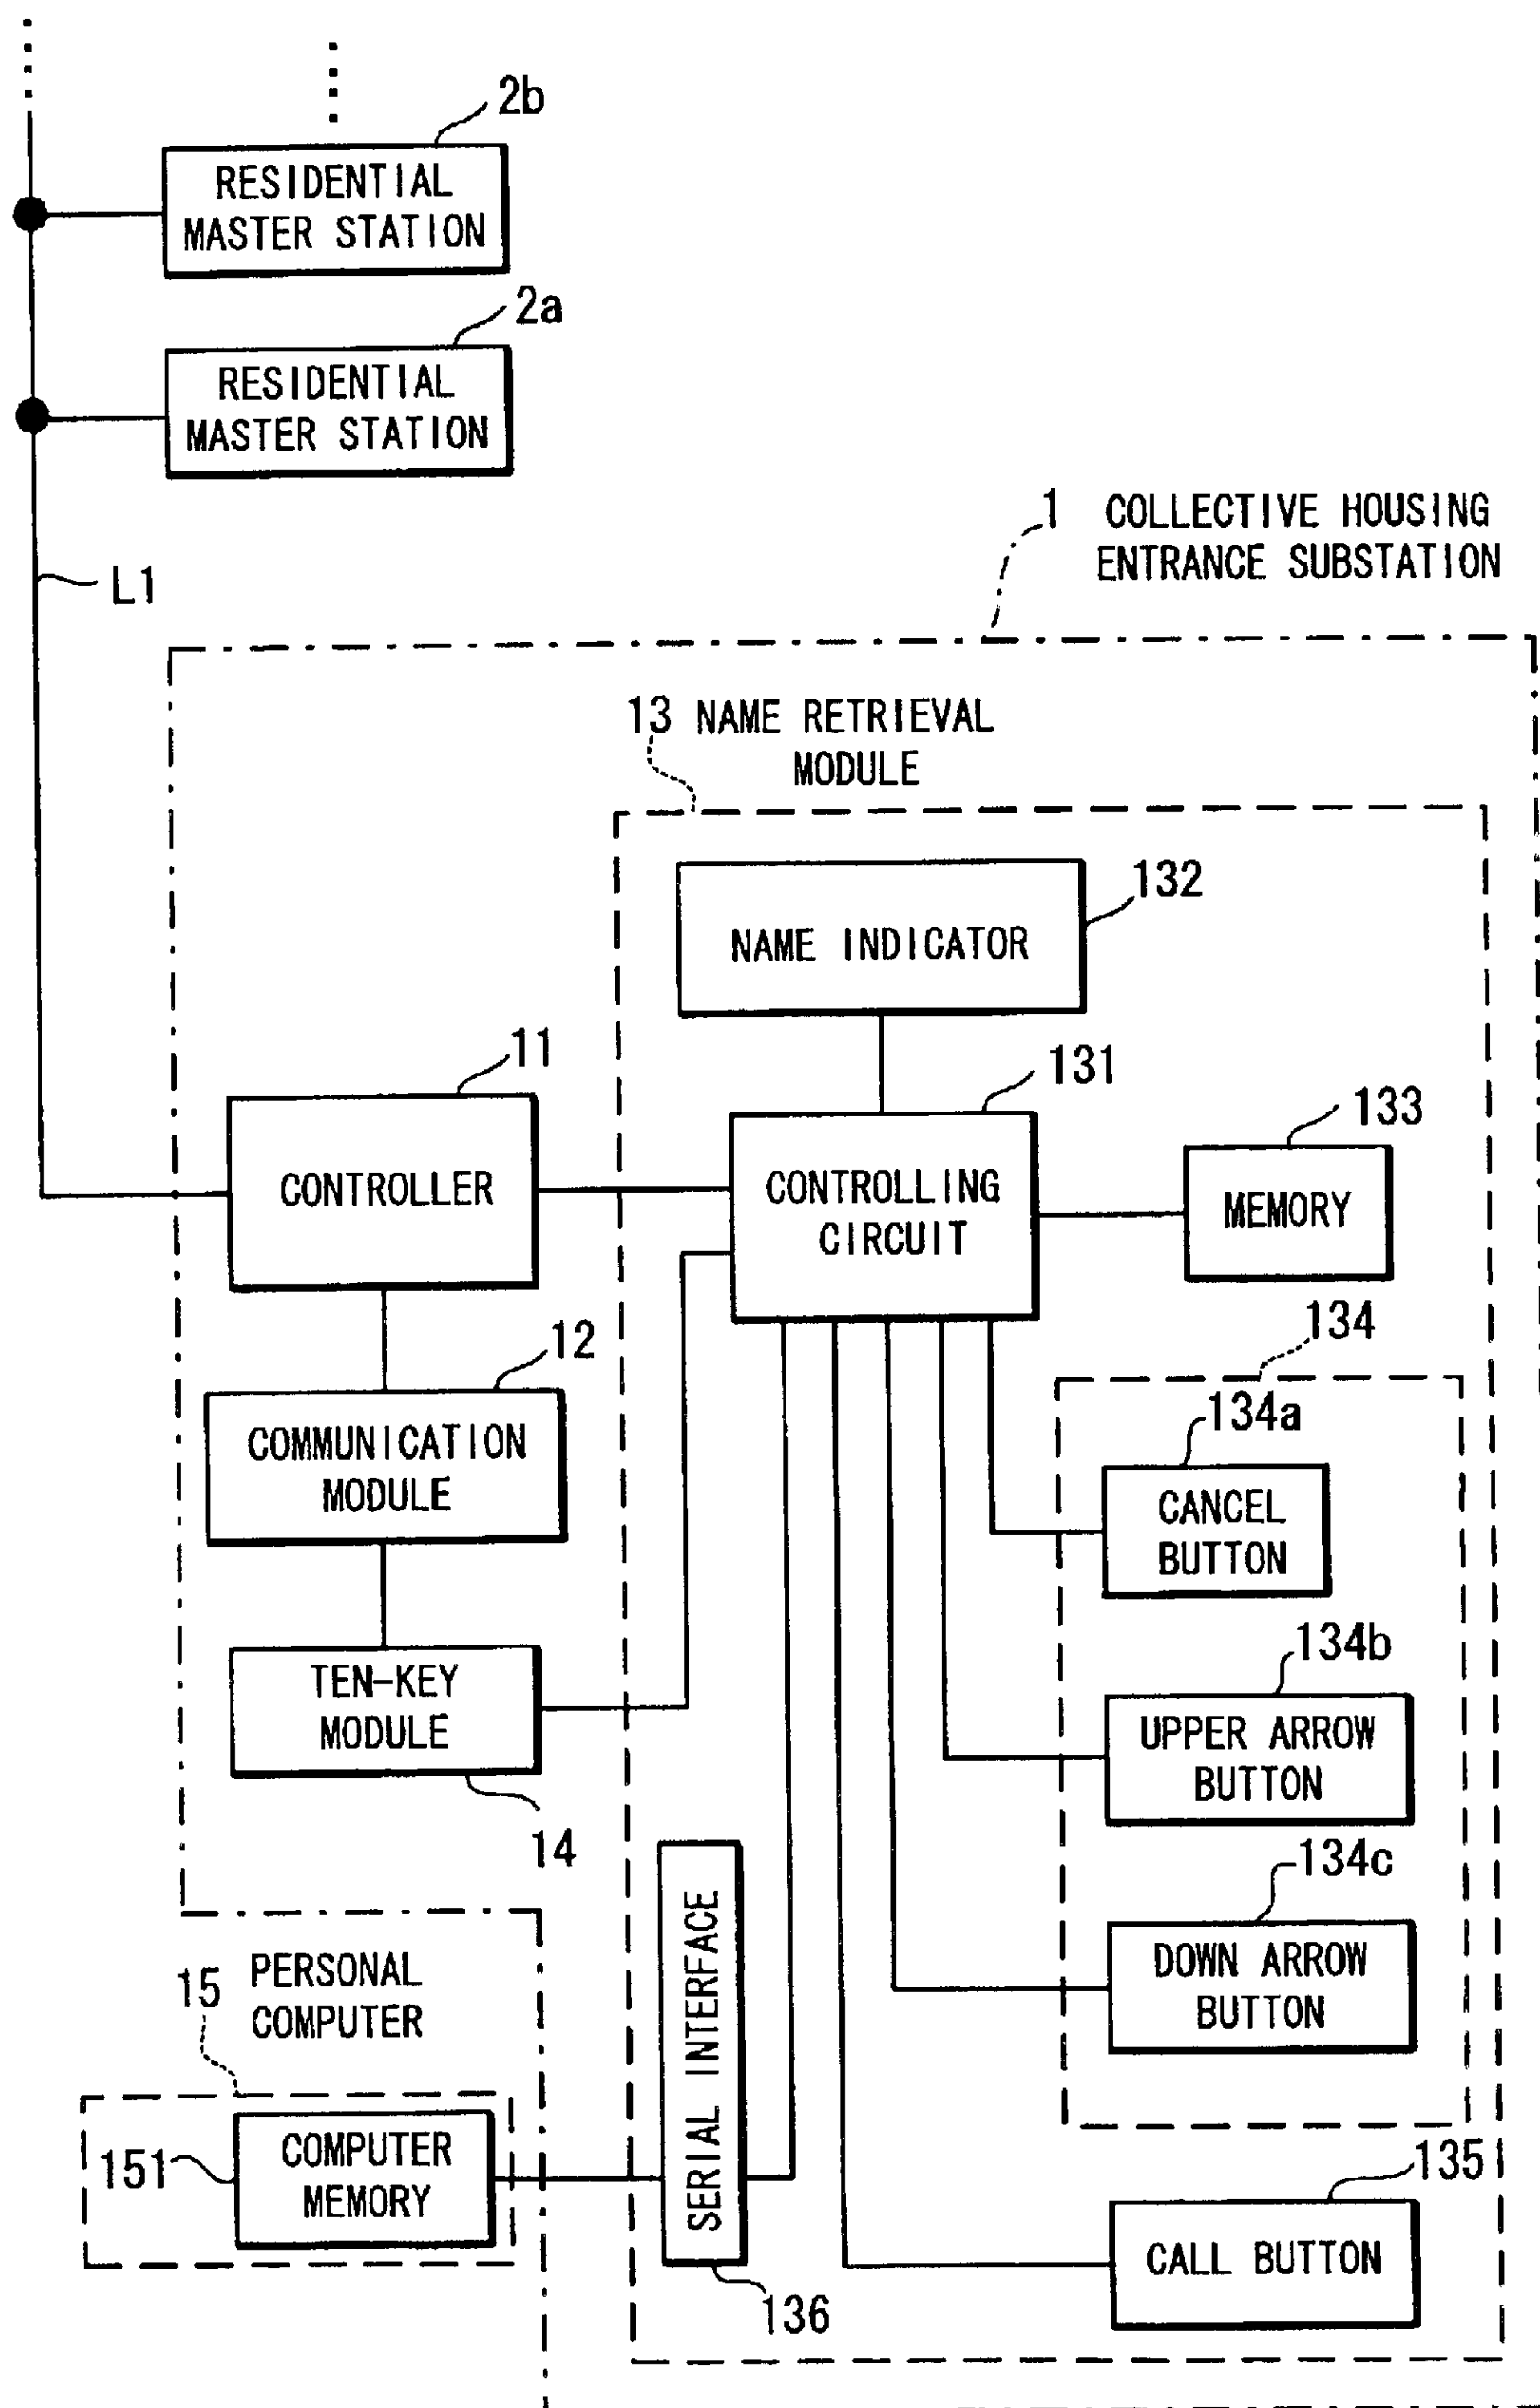 2b
RESIDENTIAL
MASTER STATION
2a
RESIDENTIAL
MASTER STATION
L1
1 COLLECTIVE HOUSING
ENTRANCE SUBSTATION
13 NAME RETRIEVAL
MODULE
132
NAME INDICATOR
11
131
133
CONTROLLER
CONTROLLING
CIRCUIT
MEMORY
12
134
COMMUNICATION
MODULE
134a
CANCEL
BUTTON
134b
TEN-KEY
MODULE
UPPER ARROW
BUTTON
14
134c
SERIAL INTERFACE
DOWN ARROW
BUTTON
15 PERSONAL
COMPUTER
151
COMPUTER
MEMORY
135
CALL BUTTON
136